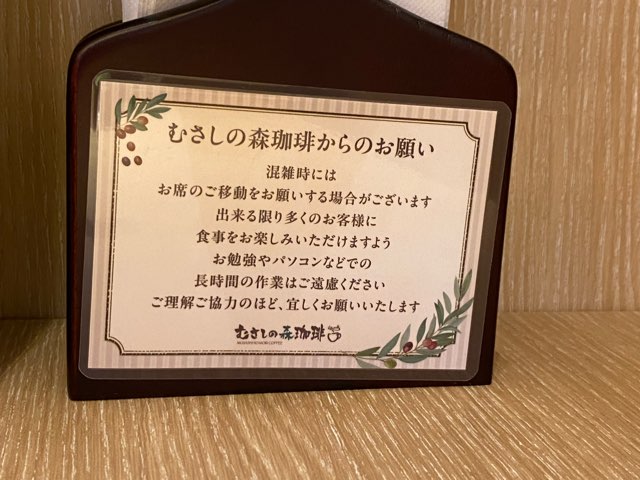 むさしの森珈琲からのお願い
混雑時には
お席のご移動をお願いする場合がございます
出来る限り多くのお客様に
食事をお楽しみいただけますよう
お勉強やパソコンなどでの
長時間の作業はご遠慮ください
ご理解ご協力のほど、宜しくお願いいたします
むさしの森珈琲
MUSASHINO MORI COFFEE